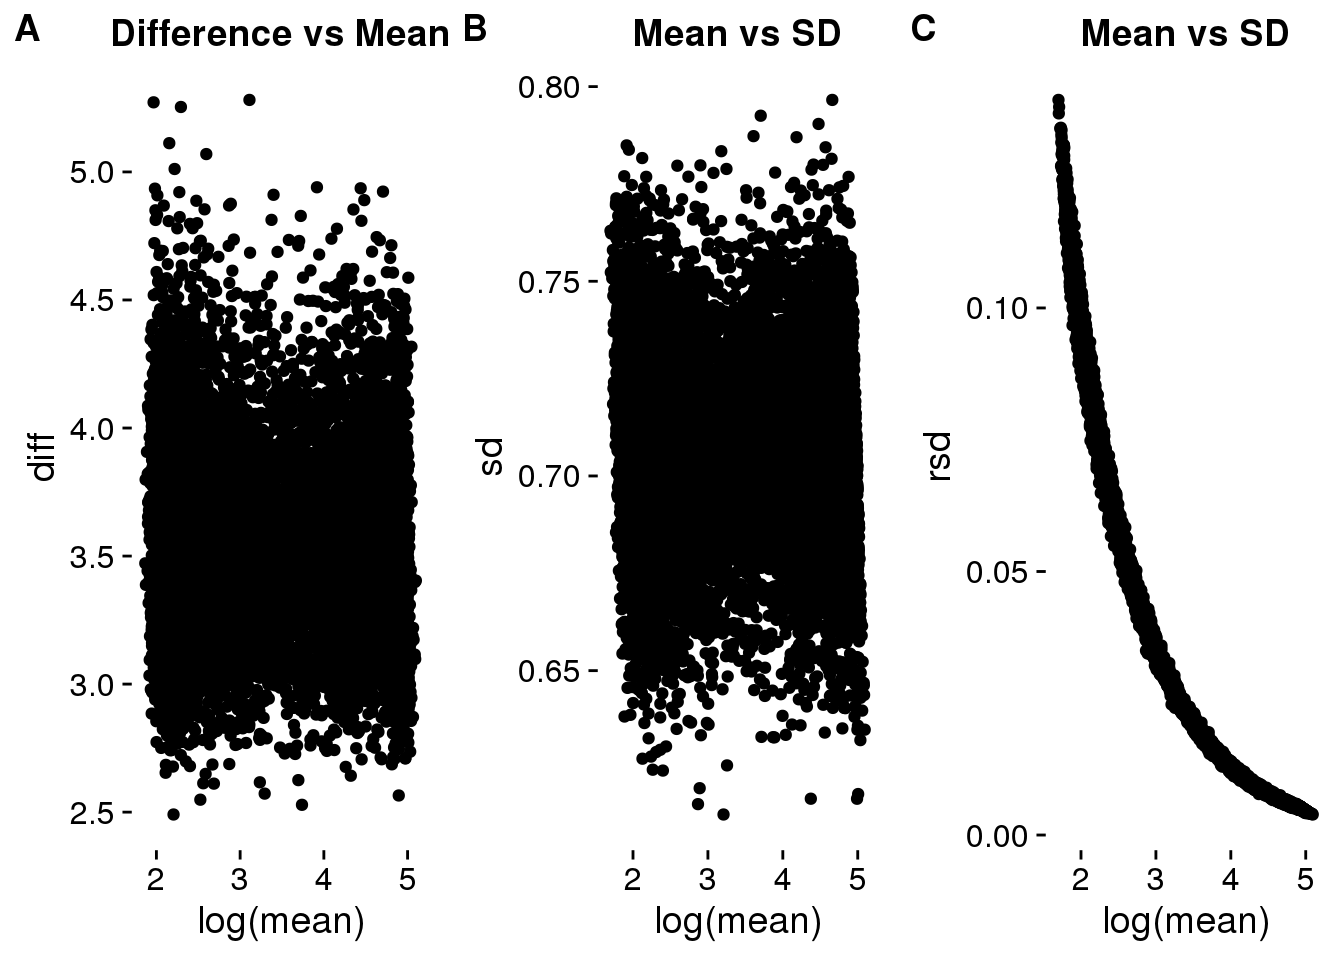 A
Difference vs Mean
diff
5.0
4.5
4.0
3.5
3.0
2.5
2 3 4 5
log(mean)
B
Mean vs SD
sd
0.80
0.75
0.70
0.65
2 3 4 5
log(mean)
C
Mean vs SD
rsd
0.10
0.05
0.00
2 3 4 5
log(mean)